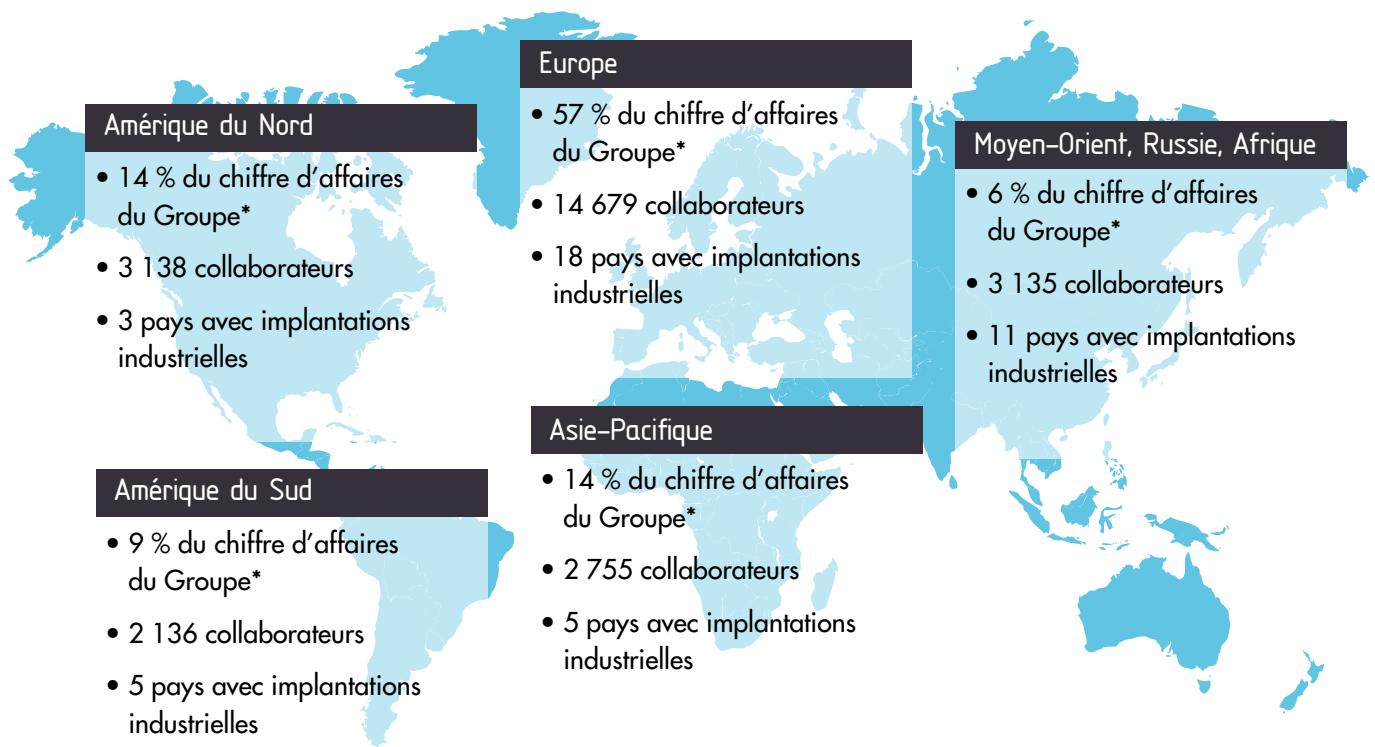 Amérique du Nord
• 14 % du chiffre d'affaires
du Groupe*
• 3 138 collaborateurs
• 3 pays avec implantations
industrielles
Europe
• 57 % du chiffre d'affaires
du Groupe*
• 14 679 collaborateurs
• 18 pays avec implantations
industrielles
Moyen-Orient, Russie, Afrique
• 6 % du chiffre d'affaires
du Groupe*
• 3 135 collaborateurs
• 11 pays avec implantations
industrielles
Amérique du Sud
• 9 % du chiffre d'affaires
du Groupe*
• 2 136 collaborateurs
• 5 pays avec implantations
industrielles
Asie-Pacifique
• 14 % du chiffre d'affaires
du Groupe*
• 2 755 collaborateurs
• 5 pays avec implantations
industrielles